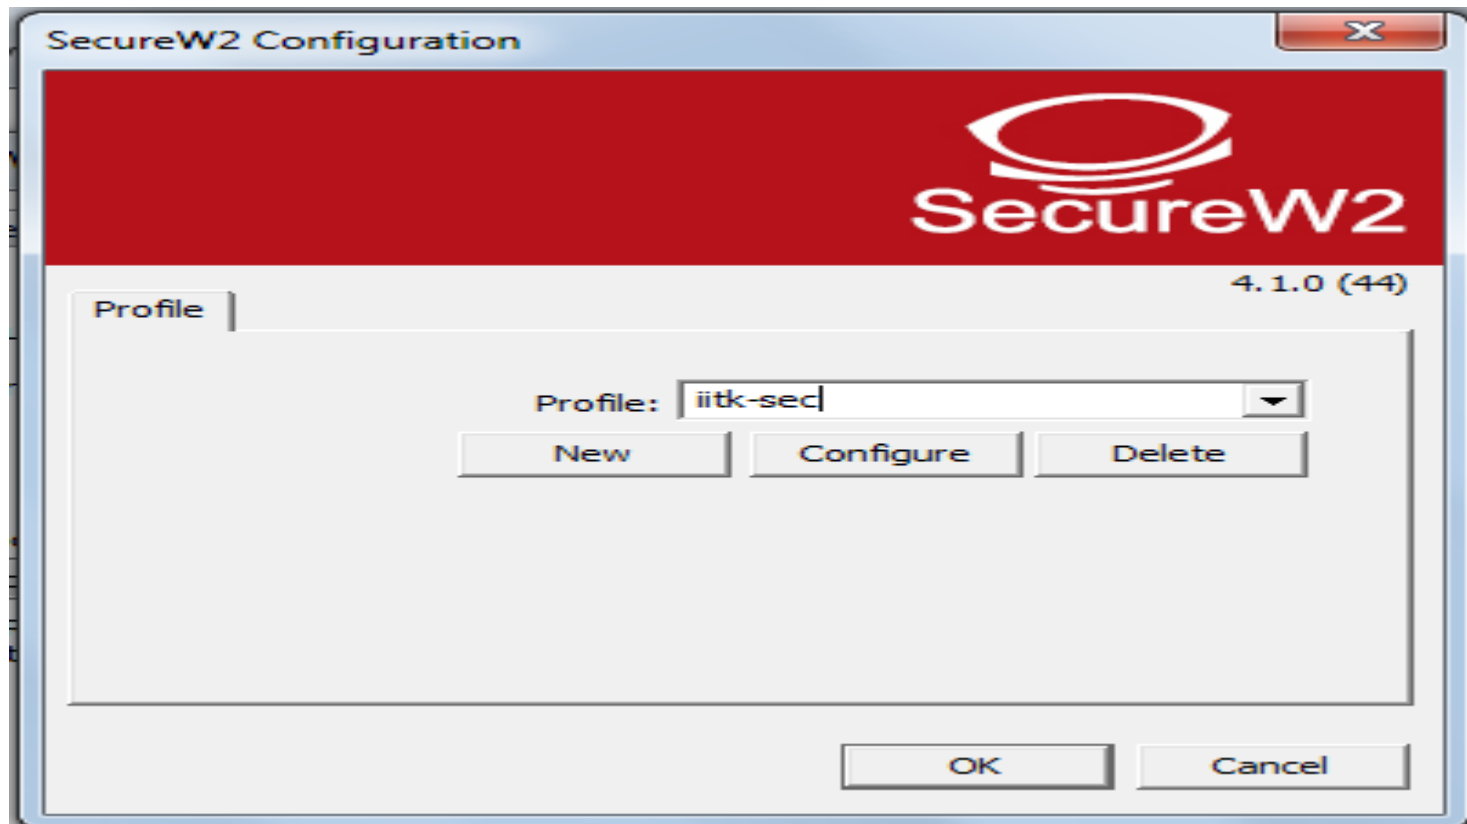 SecureW2 Configuration
SecureW2
4.1.0 (44)
Profile
Profile: iitk-sec
New Configure Delete
OK Cancel